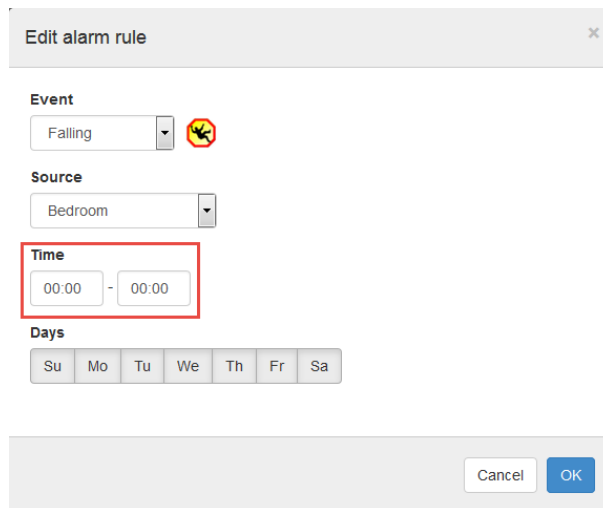 Edit alarm rule ×
Event
Falling
Source
Bedroom
Time
00:00 - 00:00
Days
Su Mo Tu We Th Fr Sa
Cancel OK